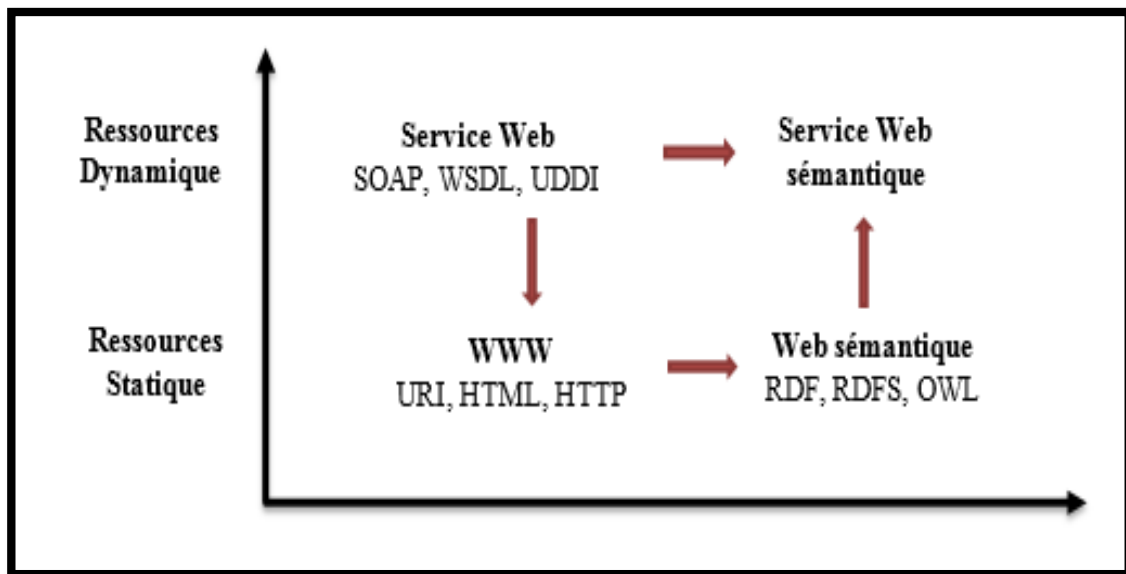 Ressources
Dynamique
Service Web
SOAP, WSDL, UDDI
Service Web
sémantique
Ressources
Statique
WWW
URI, HTML, HTTP
Web sémantique
RDF, RDFS, OWL